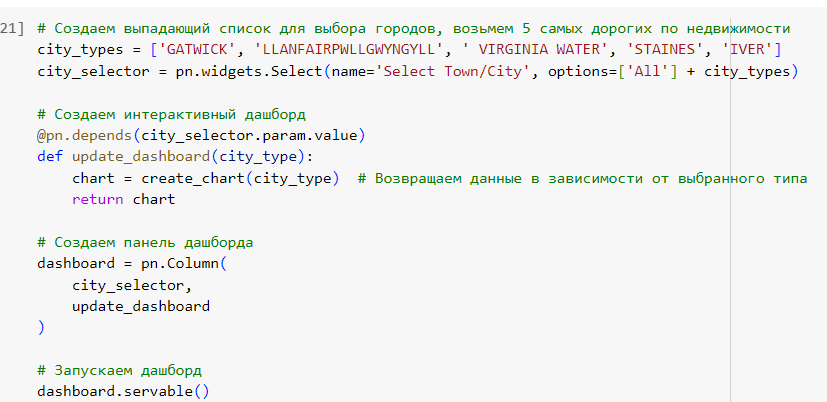 21] # Создаем выпадающий список для выбора городов, возьмем 5 самых дорогих по недвижимости
city_types = ['GATWICK', 'LLANFAIRPWLLGWYNGYLL', ' VIRGINIA WATER', 'STAINES', 'IVER']
city_selector = pn.widgets.Select(name='Select Town/City', options=['All'] + city_types)

# Создаем интерактивный дашборд
@pn.depends(city_selector.param.value)
def update_dashboard(city_type):
    chart = create_chart(city_type)  # Возвращаем данные в зависимости от выбранного типа
    return chart

# Создаем панель дашборда
dashboard = pn.Column(
    city_selector,
    update_dashboard
)

# Запускаем дашборд
dashboard.servable()